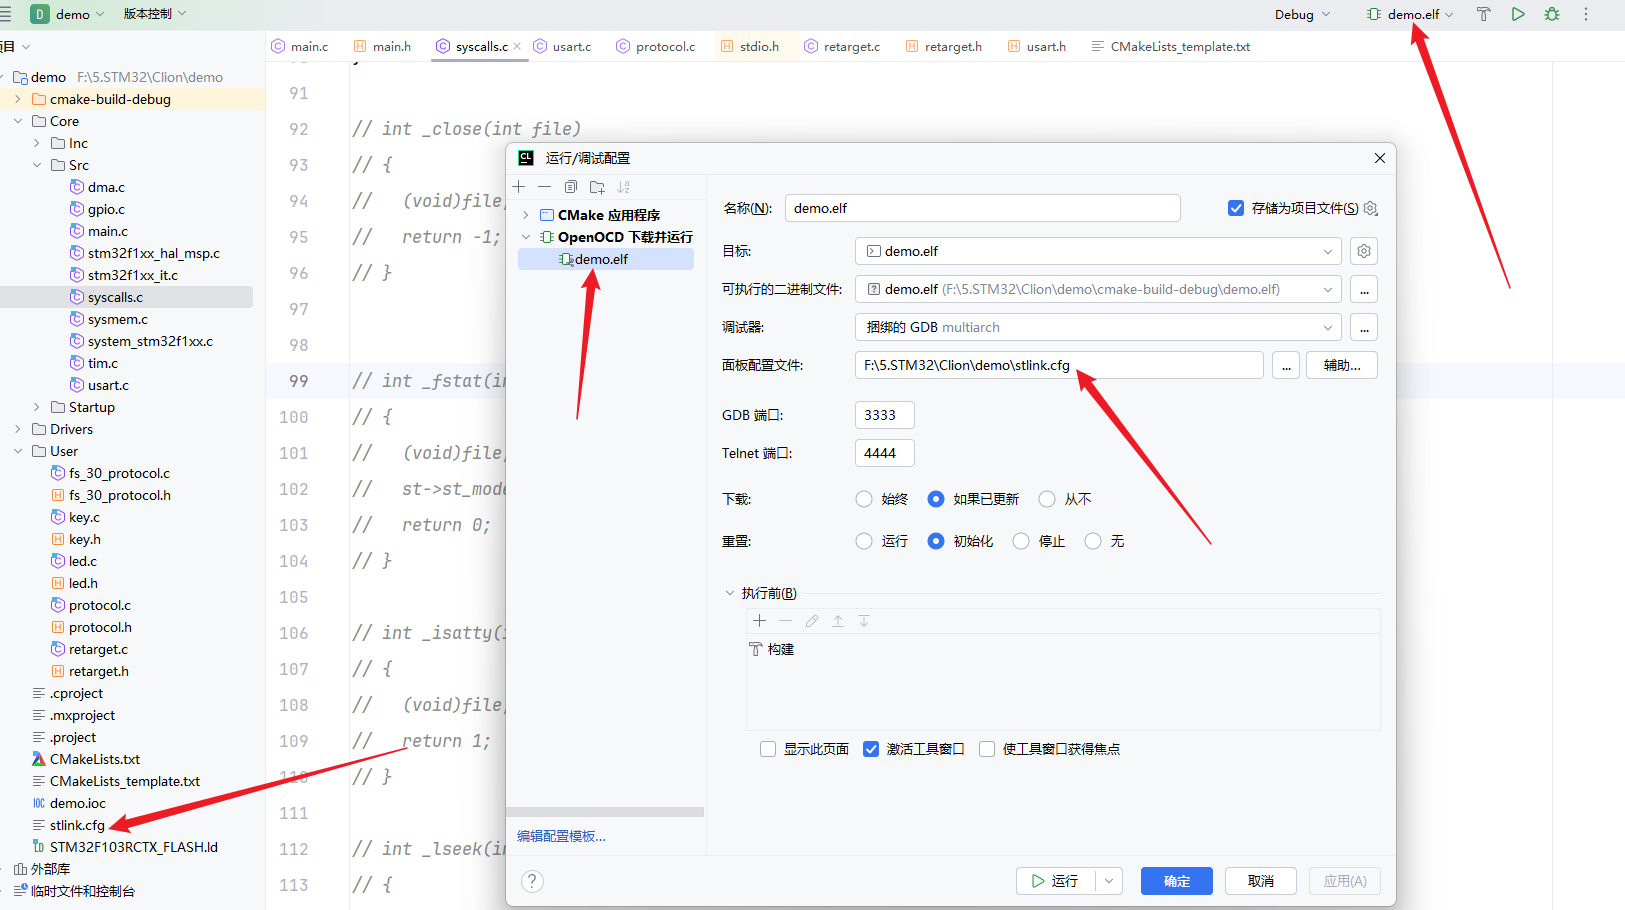 D demo 版本控制 Debug demo.elf
项目
main.c main.h syscalls.c usart.c protocol.c stdio.h retarget.c retarget.h usart.h CMakeLists_template.txt
demo F:\5.STM32\Clion\demo
cmake-build-debug
Core
Inc
Src
dma.c
gpio.c
main.c
stm32f1xx_hal_msp.c
stm32f1xx_it.c
syscalls.c
sysmem.c
system_stm32f1xx.c
tim.c
usart.c
Startup
Drivers
User
fs_30_protocol.c
fs_30_protocol.h
key.c
key.h
led.c
led.h
protocol.c
protocol.h
retarget.c
retarget.h
.cproject
.mxproject
.project
CMakeLists.txt
CMakeLists_template.txt
IOC demo.ioc
stlink.cfg
STM32F103RCTX_FLASH.ld
外部库
临时文件和控制台
91
92 // int _close(int file)
93 // {
94 // (void)file;
95 // return -1;
96 // }
97
98
99 // int _fstat(in
100 // {
101 // (void)file;
102 // st->st_mode
103 // return 0;
104 // }
105
106 // int _isatty(i
107 // {
108 // (void)file;
109 // return 1;
110 // }
111
112 // int _lseek(in
113 // {
CL 运行/调试配置
CMake 应用程序
OpenOCD 下载并运行
demo.elf
编辑配置模板...
名称(N): demo.elf 存储为项目文件(S)
目标: demo.elf
可执行的二进制文件: demo.elf (F:\5.STM32\Clion\demo\cmake-build-debug\demo.elf) ...
调试器: 捆绑的 GDB multiarch ...
面板配置文件: F:\5.STM32\Clion\demo\stlink.cfg ... 辅助...
GDB 端口: 3333
Telnet 端口: 4444
下载: 始终 如果已更新 从不
重置: 运行 初始化 停止 无
执行前(B)
构建
显示此页面 激活工具窗口 使工具窗口获得焦点
? 运行 确定 取消 应用(A)